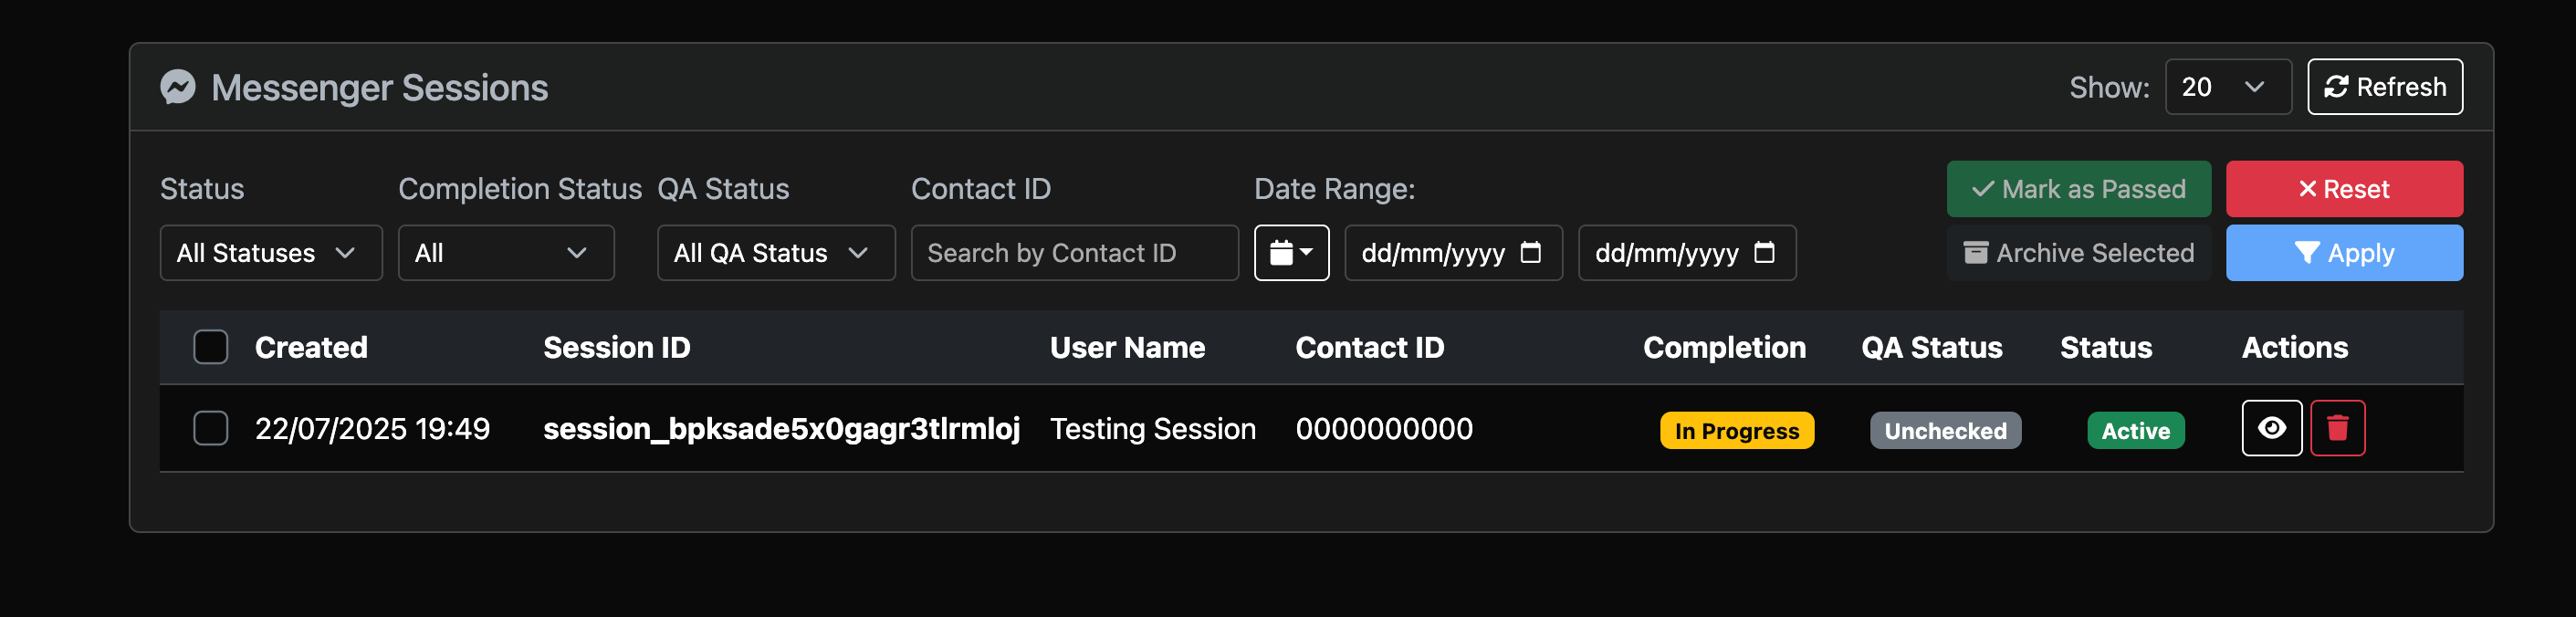 Messenger Sessions Show: 20 Refresh
Status Completion Status QA Status Contact ID Date Range: Mark as Passed Reset
All Statuses All All QA Status Search by Contact ID dd/mm/yyyy dd/mm/yyyy Archive Selected Apply
Created Session ID User Name Contact ID Completion QA Status Status Actions
22/07/2025 19:49 session_bpksade5x0gagr3tlrmloj Testing Session 0000000000 In Progress Unchecked Active